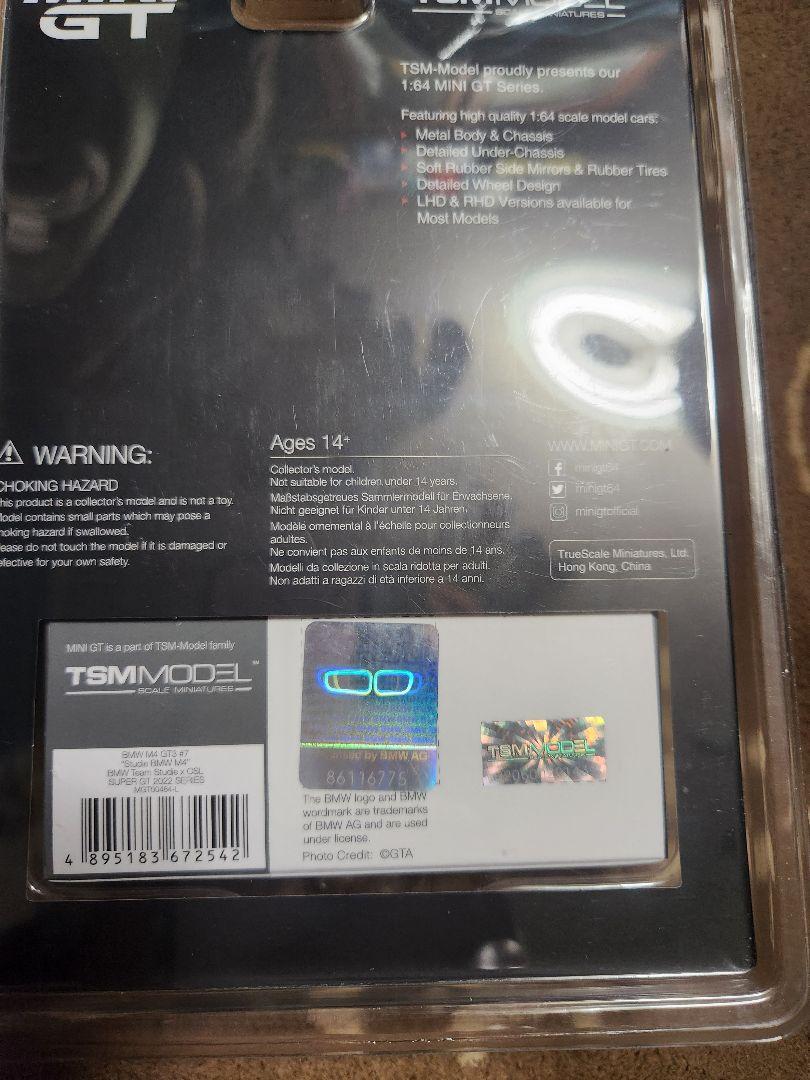 GT
TSM-Model proudly presents our
1:64 MINI GT Series.
Featuring high quality 1:64 scale model cars:
Metal Body & Chassis
Detailed Under-Chassis
Soft Rubber Side Mirrors & Rubber Tires
Detailed Wheel Design
LHD & RHD Versions available for
Most Models
WARNING:
CHOKING HAZARD
his product is a collector's model and is not a toy.
Model contains small parts which may pose a
hoking hazard if swallowed.
ease do not touch the model if it is damaged or
efective for your own safety.
Ages 14+
Collector's model.
Not suitable for children under 14 years.
Maßstabsgetreues Sammlermodell für Erwachsene.
Nicht geeignet für Kinder unter 14 Jahren.
Modèle ornemental à l'échelle pour collectionneurs
adultes.
Ne convient pas aux enfants de moins de 14 ans.
Modelli da collezione in scala ridotta per adulti.
Non adatti a ragazzi di età inferiore a 14 anni.
WWW.MINIGT.COM
minigt64
minigt64
minigtofficial
TrueScale Miniatures, Ltd.
Hong Kong, China
MINI GT is a part of TSM-Model family
TSMMODEL™
SCALE MINIATURES
BMW M4 GT3 #7
"Studie BMW M4"
BMW Team Studie x CSL
SUPER GT 2022 SERIES
MGT00464-L
4 895183 672542
by BMW AG
86116775
The BMW logo and BMW
wordmark are trademarks
of BMW AG and are used
under license.
Photo Credit: ©GTA
TSMMODEL